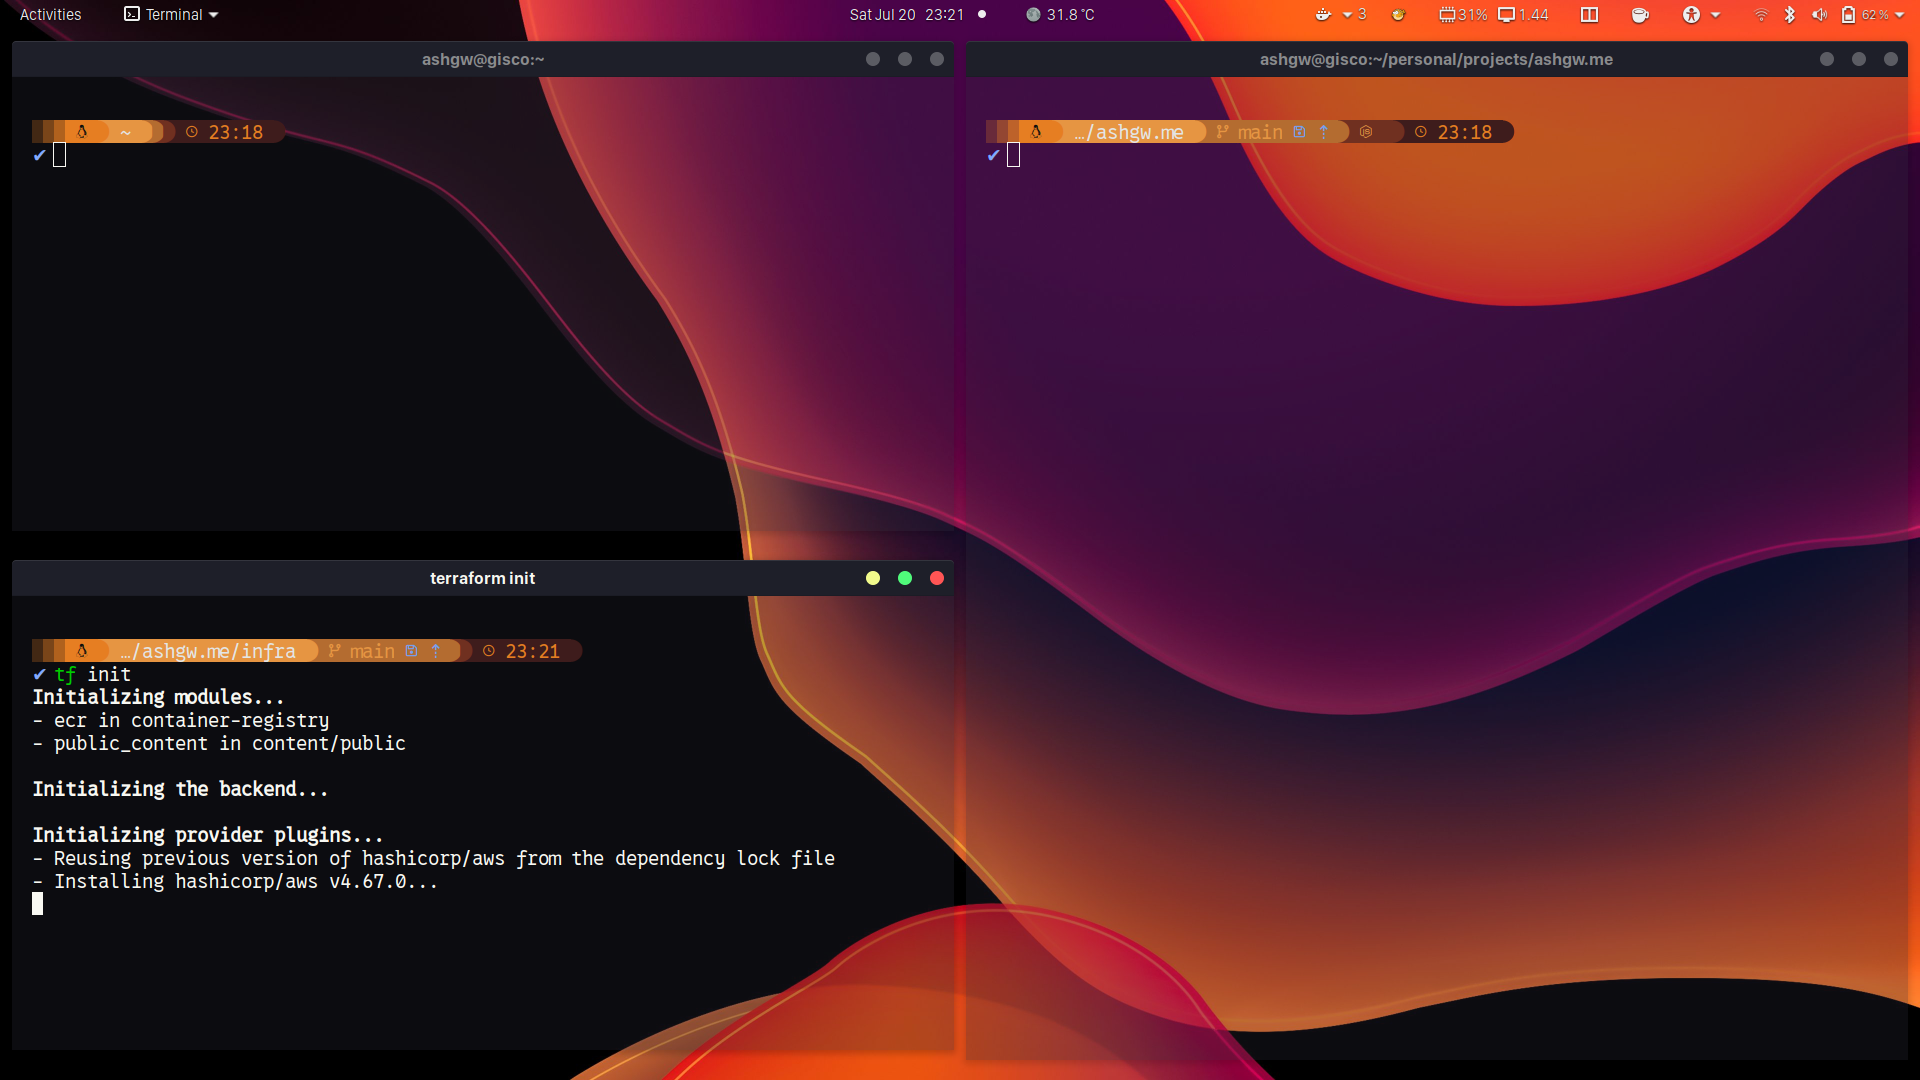 Activities Terminal Sat Jul 20 23:21 31.8 °C 3 31% 1.44 62 %
ashgw@gisco:~
~ 23:18
ashgw@gisco:~/personal/projects/ashgw.me
…/ashgw.me main 23:18
terraform init
…/ashgw.me/infra main 23:21
✔ tf init
Initializing modules...
- ecr in container-registry
- public_content in content/public
Initializing the backend...
Initializing provider plugins...
- Reusing previous version of hashicorp/aws from the dependency lock file
- Installing hashicorp/aws v4.67.0...